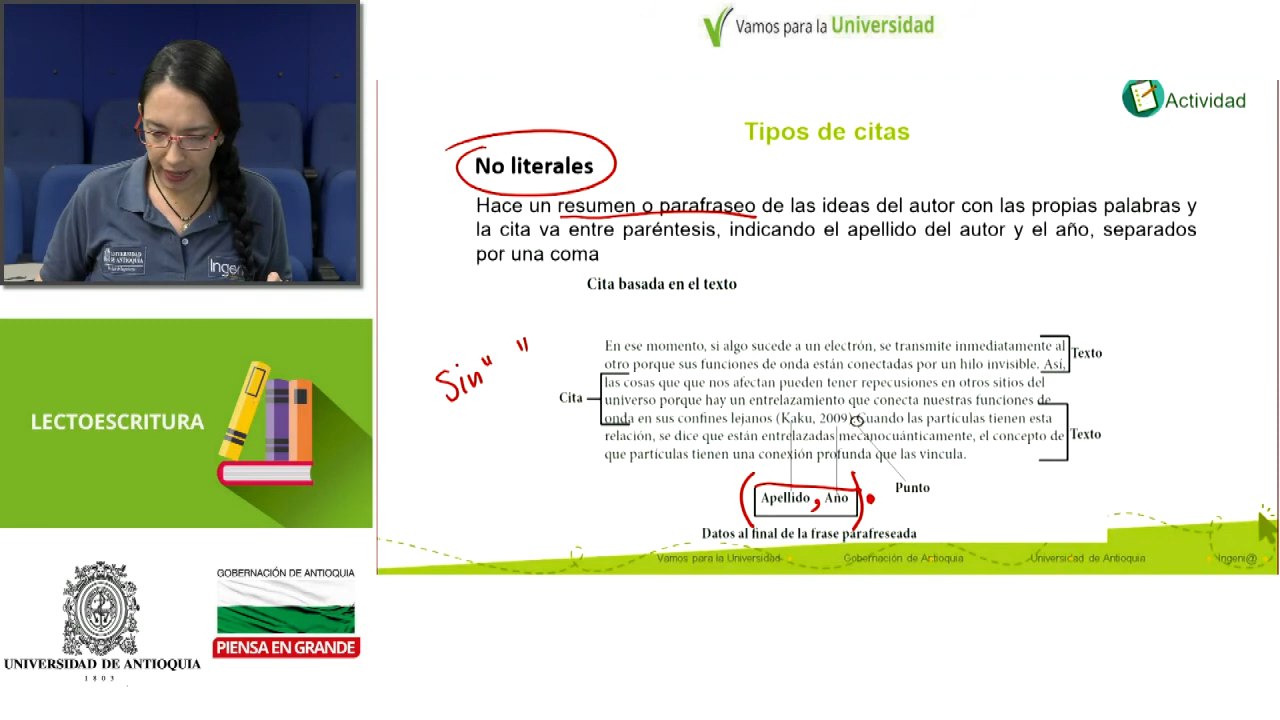 Vamos para la Universidad
Actividad
Tipos de citas
No literales
Hace un resumen o parafraseo de las ideas del autor con las propias palabras y
la cita va entre paréntesis, indicando el apellido del autor y el año, separados
por una coma
Cita basada en el texto
Sin " "
En ese momento, si algo sucede a un electrón, se transmite inmediatamente al
otro porque sus funciones de onda están conectadas por un hilo invisible. Así,
las cosas que que nos afectan pueden tener repecusiones en otros sitios del
universo porque hay un entrelazamiento que conecta nuestras funciones de
onda en sus confines lejanos (Kaku, 2009). Cuando las partículas tienen esta
relación, se dice que están entrelazadas mecanocuánticamente, el concepto de
que partículas tienen una conexión profunda que las vincula.
Texto
Cita
Texto
Punto
(Apellido, Año).
Datos al final de la frase parafreseada
Vamos para la Universidad Gobernación de Antioquia Universidad de Antioquia Ingeni@
UNIVERSIDAD DE ANTIOQUIA
Inge
LECTOESCRITURA
UNIVERSIDAD DE ANTIOQUIA
1803
GOBERNACIÓN DE ANTIOQUIA
PIENSA EN GRANDE